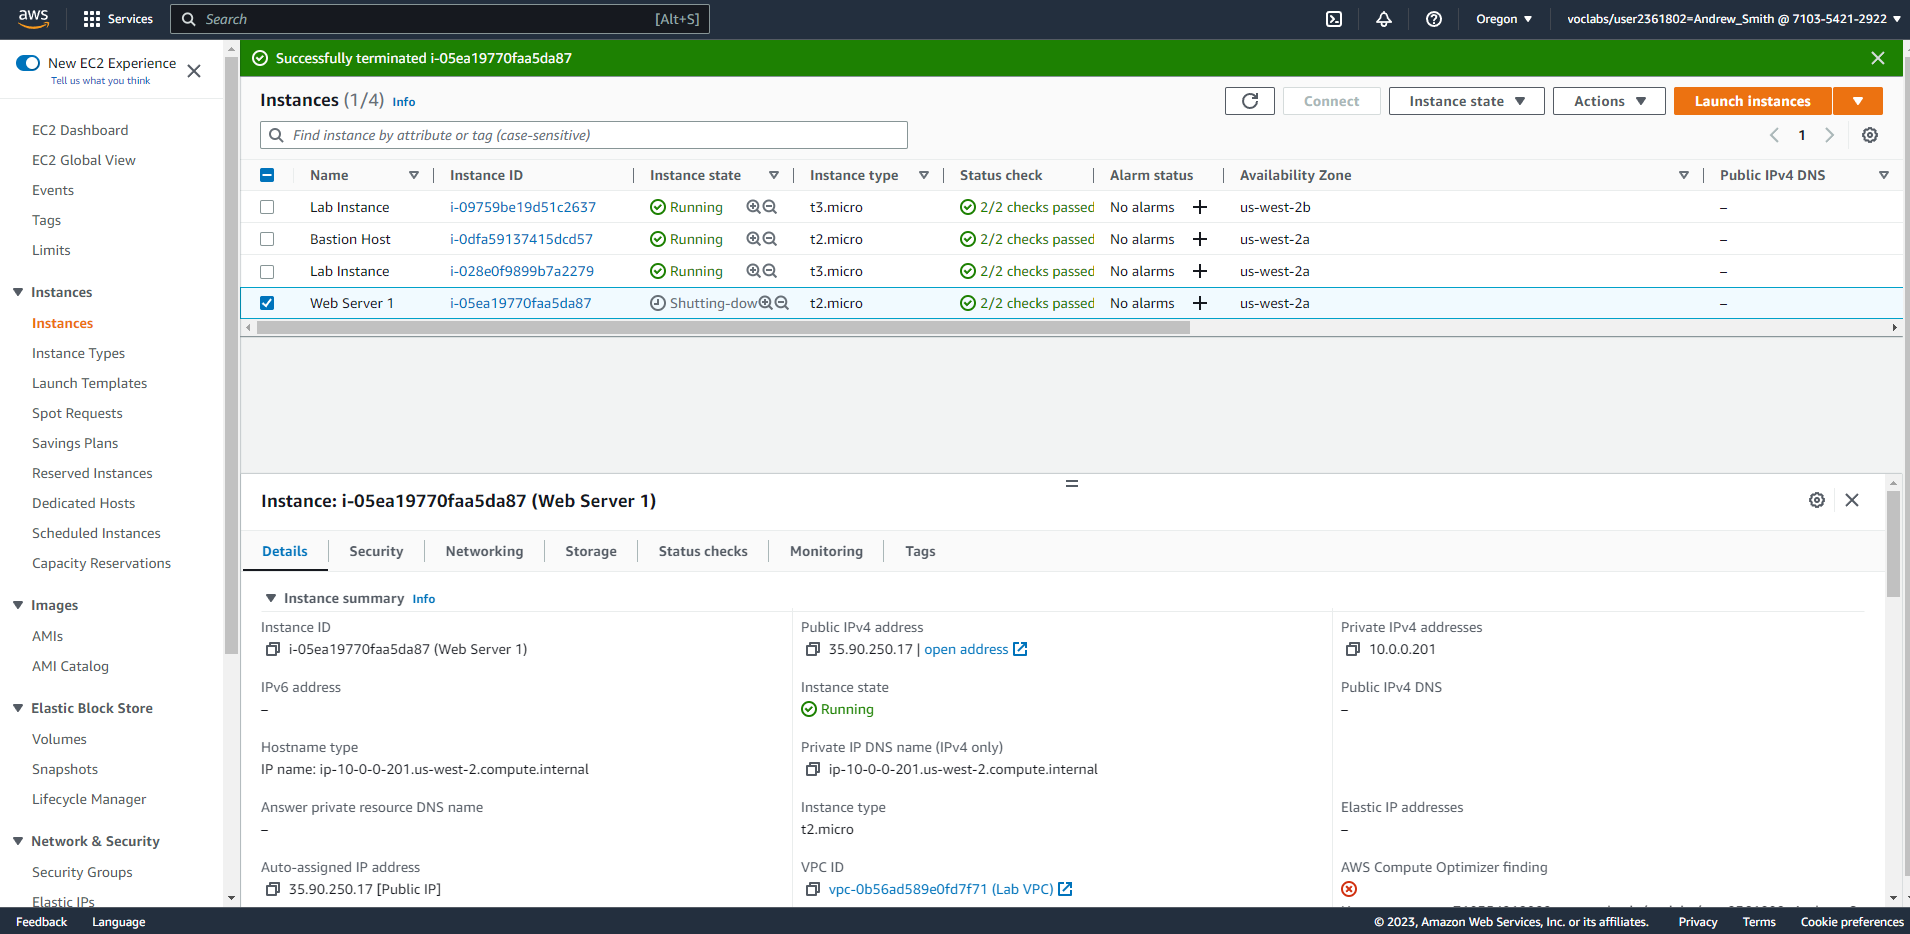 aws
Services
Search
[Alt+S]
Oregon
voclabs/user2361802=Andrew_Smith @ 7103-5421-2922
New EC2 Experience
Tell us what you think
EC2 Dashboard
EC2 Global View
Events
Tags
Limits
Instances
Instances
Instance Types
Launch Templates
Spot Requests
Savings Plans
Reserved Instances
Dedicated Hosts
Scheduled Instances
Capacity Reservations
Images
AMIs
AMI Catalog
Elastic Block Store
Volumes
Snapshots
Lifecycle Manager
Network & Security
Security Groups
Elastic IPs
Successfully terminated i-05ea19770faa5da87
Instances (1/4) Info
Connect
Instance state
Actions
Launch instances
Find instance by attribute or tag (case-sensitive)
1
Name Instance ID Instance state Instance type Status check Alarm status Availability Zone Public IPv4 DNS
Lab Instance i-09759be19d51c2637 Running t3.micro 2/2 checks passed No alarms + us-west-2b –
Bastion Host i-0dfa59137415dcd57 Running t2.micro 2/2 checks passed No alarms + us-west-2a –
Lab Instance i-028e0f9899b7a2279 Running t3.micro 2/2 checks passed No alarms + us-west-2a –
Web Server 1 i-05ea19770faa5da87 Shutting-dow t2.micro 2/2 checks passed No alarms + us-west-2a –
Instance: i-05ea19770faa5da87 (Web Server 1)
Details Security Networking Storage Status checks Monitoring Tags
Instance summary Info
Instance ID
i-05ea19770faa5da87 (Web Server 1)
Public IPv4 address
35.90.250.17 | open address
Private IPv4 addresses
10.0.0.201
IPv6 address
–
Instance state
Running
Public IPv4 DNS
–
Hostname type
IP name: ip-10-0-0-201.us-west-2.compute.internal
Private IP DNS name (IPv4 only)
ip-10-0-0-201.us-west-2.compute.internal
Answer private resource DNS name
–
Instance type
t2.micro
Elastic IP addresses
–
Auto-assigned IP address
35.90.250.17 [Public IP]
VPC ID
vpc-0b56ad589e0fd7f71 (Lab VPC)
AWS Compute Optimizer finding
Feedback Language
© 2023, Amazon Web Services, Inc. or its affiliates. Privacy Terms Cookie preferences